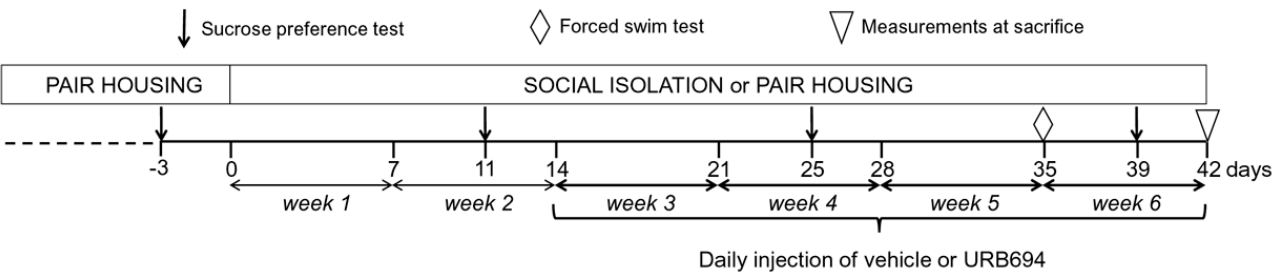 Sucrose preference test
Forced swim test
Measurements at sacrifice
PAIR HOUSING
SOCIAL ISOLATION or PAIR HOUSING
-3 0 7 11 14 21 25 28 35 39 42 days
week 1 week 2 week 3 week 4 week 5 week 6
Daily injection of vehicle or URB694